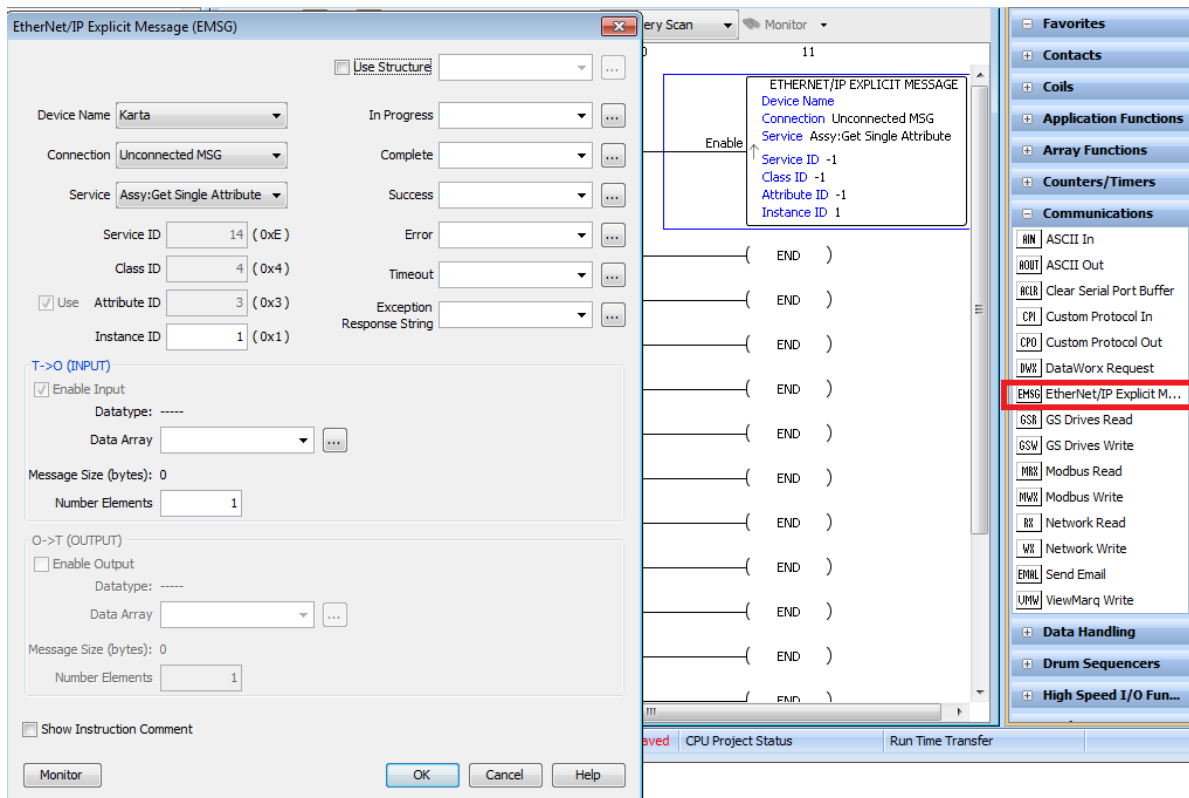 EtherNet/IP Explicit Message (EMSG)
Use Structure
...
Device Name Karta
In Progress
...
Connection Unconnected MSG
Complete
...
Service Assy:Get Single Attribute
Success
...
Service ID 14 ( 0xE )
Error
...
Class ID 4 ( 0x4 )
Timeout
...
Use Attribute ID 3 ( 0x3 )
Exception
Response String
...
Instance ID 1 ( 0x1 )
T->O (INPUT)
Enable Input
Datatype: -----
Data Array
...
Message Size (bytes): 0
Number Elements 1
O->T (OUTPUT)
Enable Output
Datatype: -----
Data Array
...
Message Size (bytes): 0
Number Elements 1
Show Instruction Comment
Monitor OK Cancel Help
ery Scan Monitor
11
ETHERNET/IP EXPLICIT MESSAGE
Device Name
Connection Unconnected MSG
Enable
Service Assy:Get Single Attribute
Service ID -1
Class ID -1
Attribute ID -1
Instance ID 1
( END )
( END )
( END )
( END )
( END )
( END )
( END )
( END )
( END )
( END )
( END )
aved CPU Project Status Run Time Transfer
Favorites
Contacts
Coils
Application Functions
Array Functions
Counters/Timers
Communications
AIN ASCII In
AOUT ASCII Out
ACLR Clear Serial Port Buffer
CPI Custom Protocol In
CPO Custom Protocol Out
DWX DataWorx Request
EMSG EtherNet/IP Explicit M...
GSR GS Drives Read
GSW GS Drives Write
MRX Modbus Read
MWX Modbus Write
RX Network Read
WX Network Write
EMAL Send Email
VMW ViewMarq Write
Data Handling
Drum Sequencers
High Speed I/O Fun...